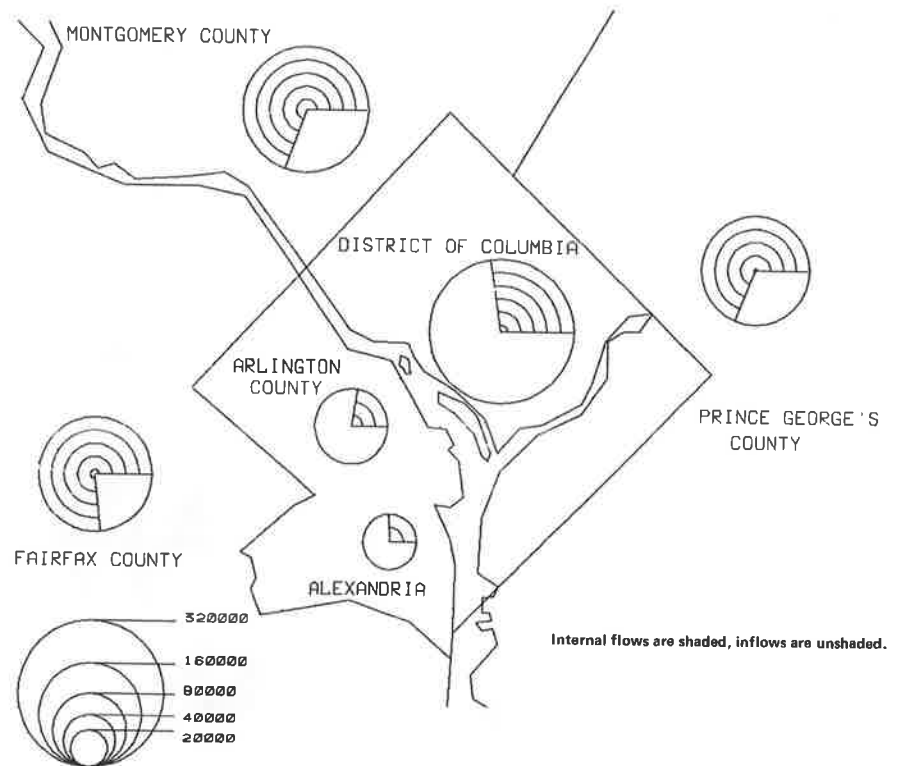 MONTGOMERY COUNTY
DISTRICT OF COLUMBIA
ARLINGTON
COUNTY
PRINCE GEORGE'S
COUNTY
FAIRFAX COUNTY
ALEXANDRIA
320000
160000
80000
40000
20000
Internal flows are shaded, inflows are unshaded.